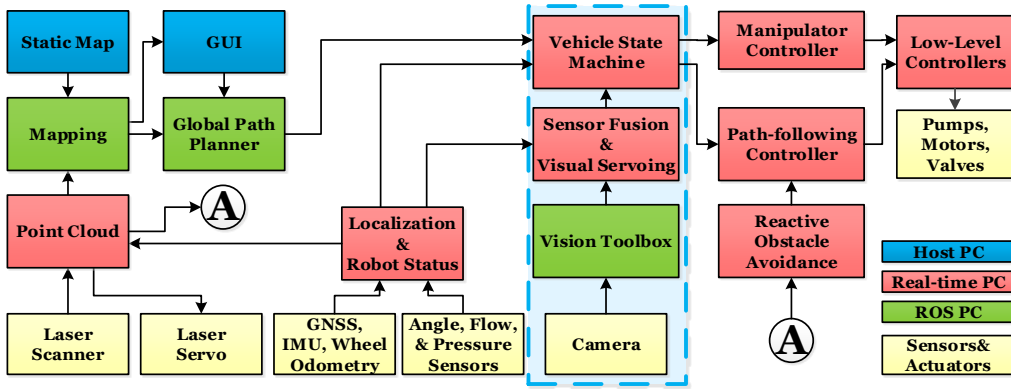 Static Map
GUI
Vehicle State
Machine
Manipulator
Controller
Low-Level
Controllers
Mapping
Global Path
Planner
Sensor Fusion
&
Visual Servoing
Path-following
Controller
Pumps,
Motors,
Valves
Point Cloud
A
Localization
&
Robot Status
Vision Toolbox
Reactive
Obstacle
Avoidance
Host PC
Real-time PC
ROS PC
Sensors&
Actuators
Laser
Scanner
Laser
Servo
GNSS,
IMU, Wheel
Odometry
Angle, Flow,
& Pressure
Sensors
Camera
A